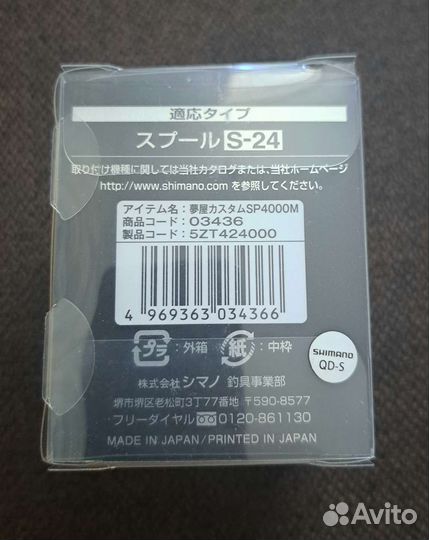 適応タイプ
スプール S-24
取り付け機種に関しては当社カタログまたは、当社ホームページ
http://www.shimano.com を参照してください。
アイテム名：夢屋カスタムSP4000M
商品コード：03436
製品コード：5ZT424000
4 969363 034366
プラ：外箱 紙：中枠
SHIMANO
QD-S
株式会社シマノ 釣具事業部
堺市堺区老松町3丁77番地 〒590-8577
フリーダイヤル 0120-861130
MADE IN JAPAN/PRINTED IN JAPAN
Avito